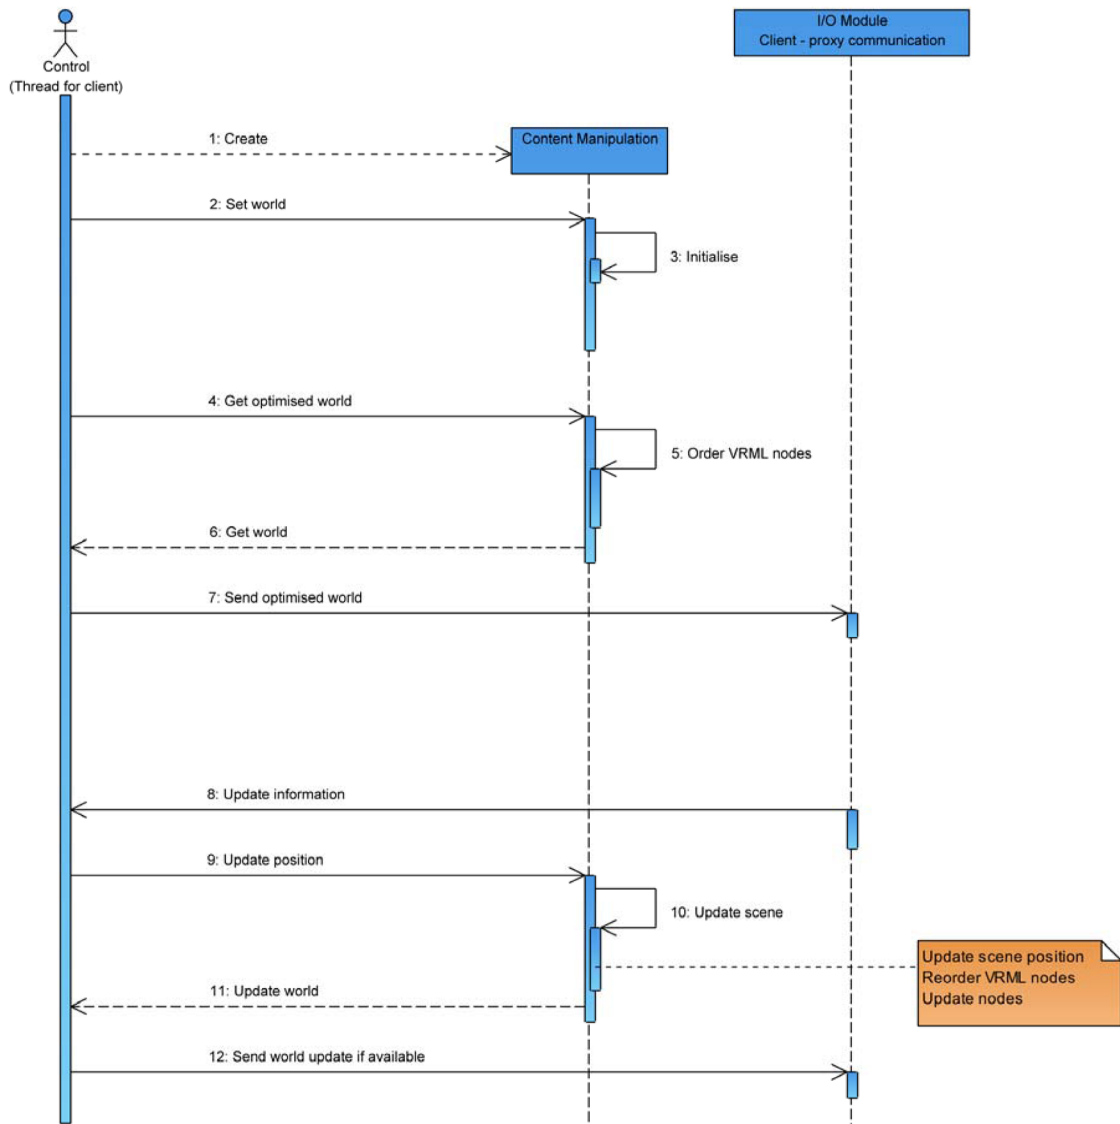 I/O Module
Client - proxy communication
Control
(Thread for client)
1: Create
Content Manipulation
2: Set world
3: Initialise
4: Get optimised world
5: Order VRML nodes
6: Get world
7: Send optimised world
8: Update information
9: Update position
10: Update scene
Update scene position
Reorder VRML nodes
Update nodes
11: Update world
12: Send world update if available